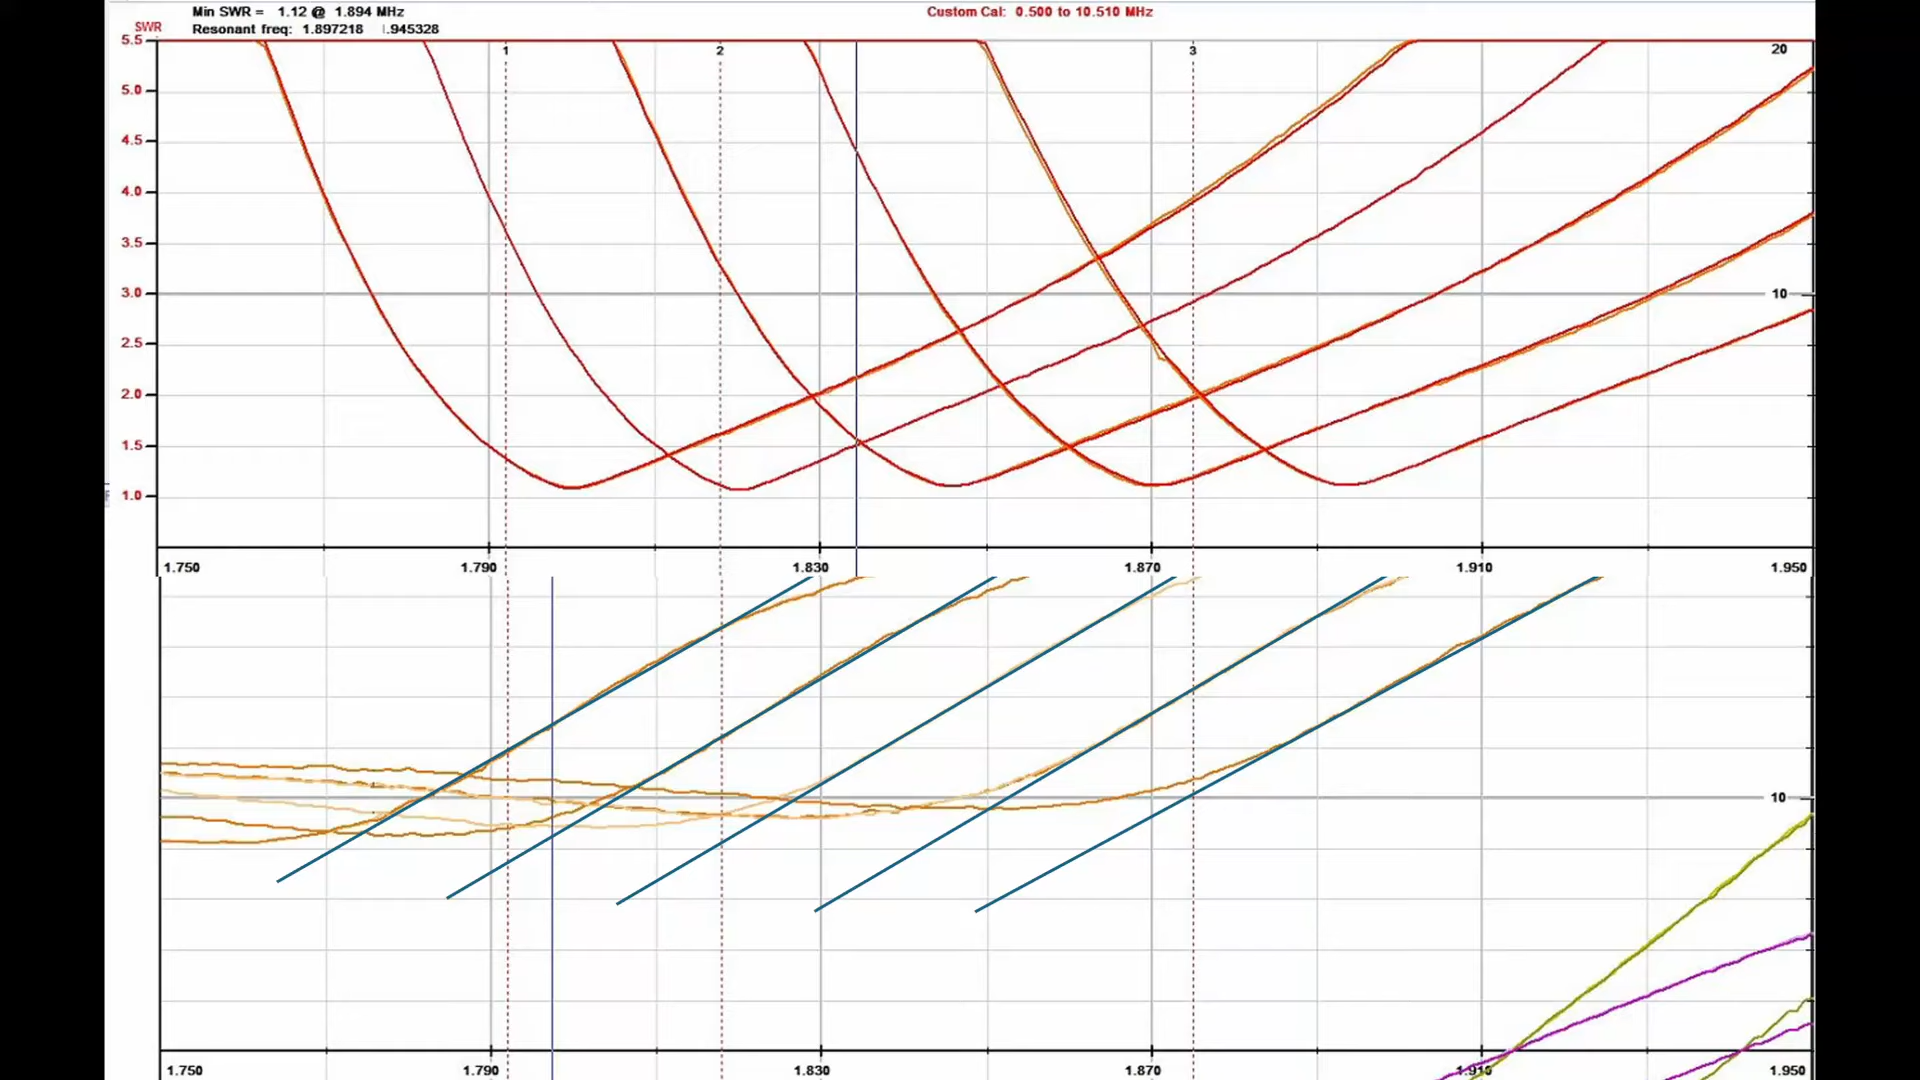 Min SWR = 1.12 @ 1.894 MHz
Custom Cal: 0.500 to 10.510 MHz
SWR
Resonant freq: 1.897218 1.945328
5.5
1 2 3 20
5.0
4.5
4.0
3.5
3.0
10
2.5
2.0
1.5
1.0
1.750 1.790 1.830 1.870 1.910 1.950
10
1.750 1.790 1.830 1.870 1.910 1.950